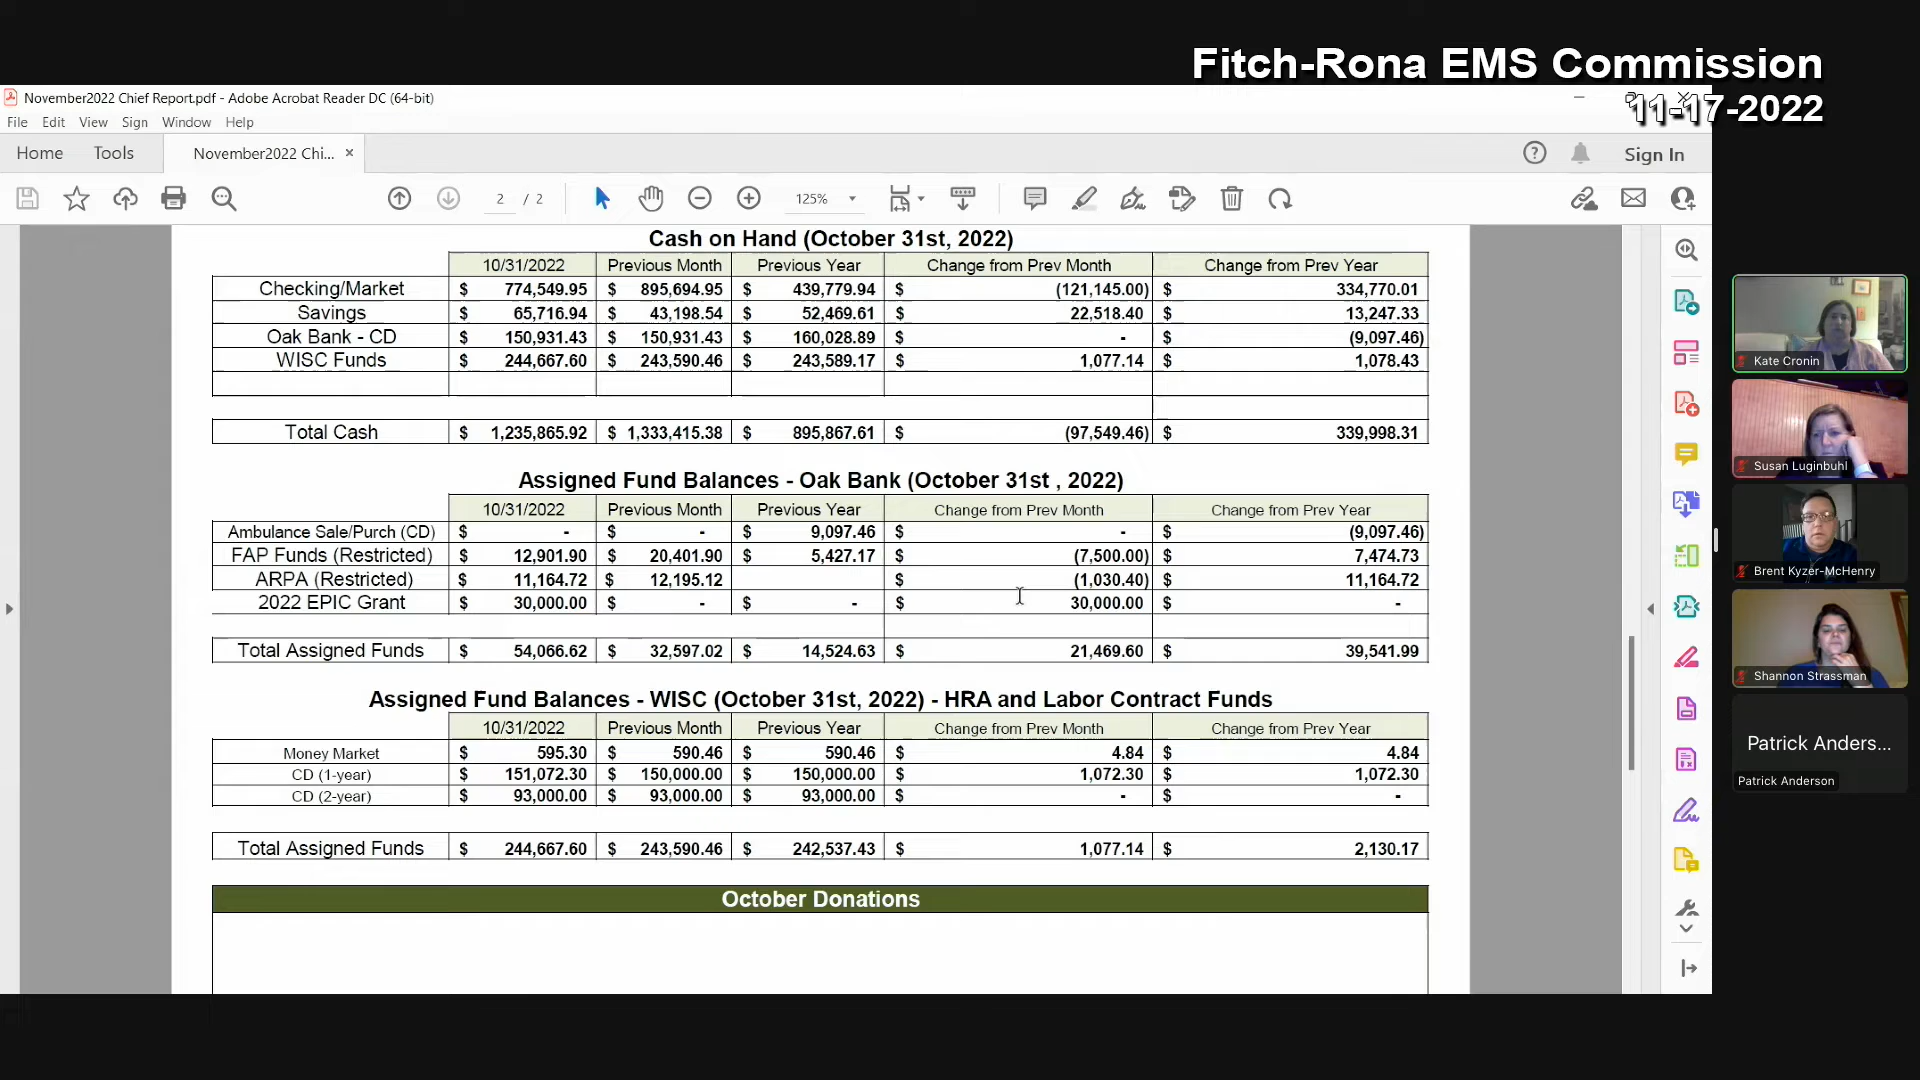 Fitch-Rona EMS Commission
11-17-2022
November2022 Chief Report.pdf - Adobe Acrobat Reader DC (64-bit)
File Edit View Sign Window Help
Home Tools November2022 Chi... × Sign In
2 / 2 125%
Cash on Hand (October 31st, 2022)
10/31/2022 Previous Month Previous Year Change from Prev Month Change from Prev Year
Checking/Market $ 774,549.95 $ 895,694.95 $ 439,779.94 $ (121,145.00) $ 334,770.01
Savings $ 65,716.94 $ 43,198.54 $ 52,469.61 $ 22,518.40 $ 13,247.33
Oak Bank - CD $ 150,931.43 $ 150,931.43 $ 160,028.89 $ - $ (9,097.46)
WISC Funds $ 244,667.60 $ 243,590.46 $ 243,589.17 $ 1,077.14 $ 1,078.43
Total Cash $ 1,235,865.92 $ 1,333,415.38 $ 895,867.61 $ (97,549.46) $ 339,998.31
Assigned Fund Balances - Oak Bank (October 31st , 2022)
10/31/2022 Previous Month Previous Year Change from Prev Month Change from Prev Year
Ambulance Sale/Purch (CD) $ - $ - $ 9,097.46 $ - $ (9,097.46)
FAP Funds (Restricted) $ 12,901.90 $ 20,401.90 $ 5,427.17 $ (7,500.00) $ 7,474.73
ARPA (Restricted) $ 11,164.72 $ 12,195.12 $ (1,030.40) $ 11,164.72
2022 EPIC Grant $ 30,000.00 $ - $ - $ 30,000.00 $ -
Total Assigned Funds $ 54,066.62 $ 32,597.02 $ 14,524.63 $ 21,469.60 $ 39,541.99
Assigned Fund Balances - WISC (October 31st, 2022) - HRA and Labor Contract Funds
10/31/2022 Previous Month Previous Year Change from Prev Month Change from Prev Year
Money Market $ 595.30 $ 590.46 $ 590.46 $ 4.84 $ 4.84
CD (1-year) $ 151,072.30 $ 150,000.00 $ 150,000.00 $ 1,072.30 $ 1,072.30
CD (2-year) $ 93,000.00 $ 93,000.00 $ 93,000.00 $ - $ -
Total Assigned Funds $ 244,667.60 $ 243,590.46 $ 242,537.43 $ 1,077.14 $ 2,130.17
October Donations
Kate Cronin
Susan Luginbuhl
Brent Kyzer-McHenry
Shannon Strassman
Patrick Anders...
Patrick Anderson